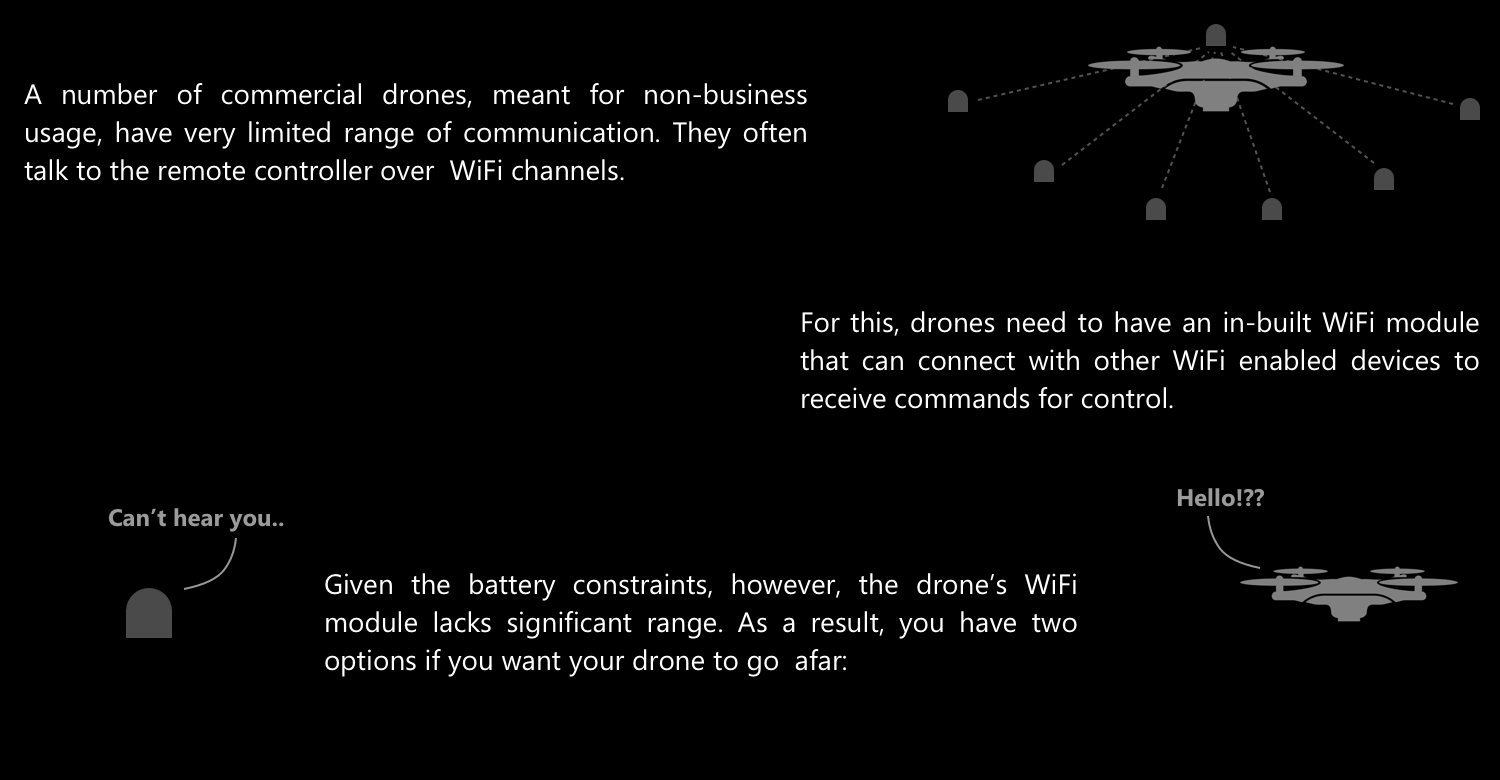 A number of commercial drones, meant for non-business
usage, have very limited range of communication. They often
talk to the remote controller over WiFi channels.
For this, drones need to have an in-built WiFi module
that can connect with other WiFi enabled devices to
receive commands for control.
Hello!??
Can’t hear you..
Given the battery constraints, however, the drone’s WiFi
module lacks significant range. As a result, you have two
options if you want your drone to go afar: